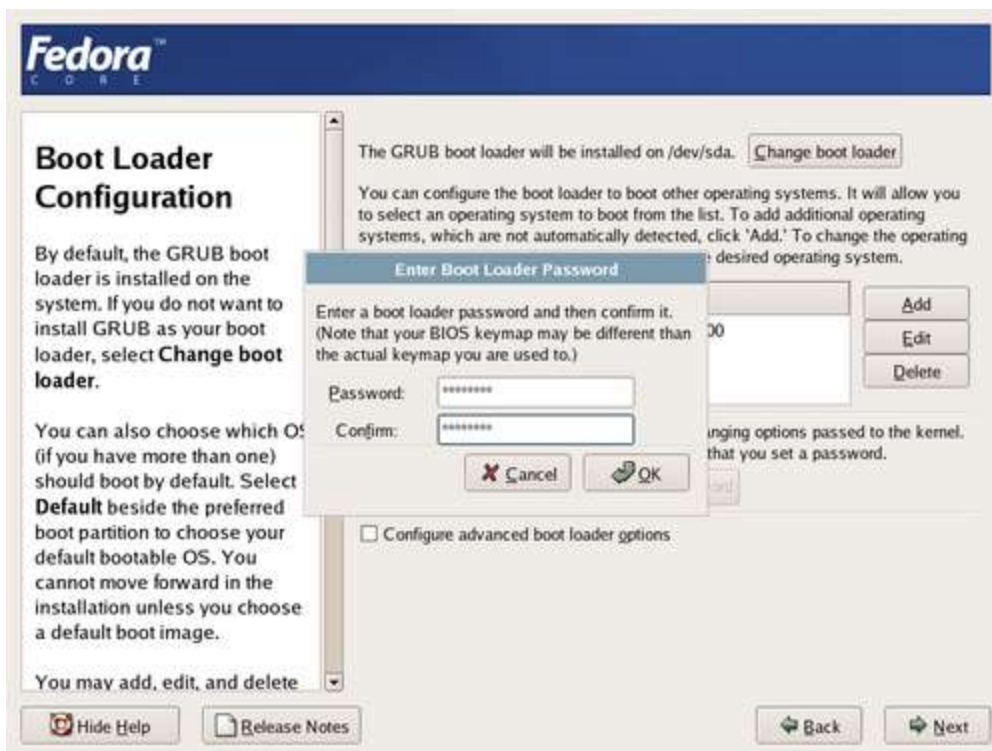 Fedora™
CORE
Boot Loader
Configuration
By default, the GRUB boot
loader is installed on the
system. If you do not want to
install GRUB as your boot
loader, select Change boot
loader.
You can also choose which OS
(if you have more than one)
should boot by default. Select
Default beside the preferred
boot partition to choose your
default bootable OS. You
cannot move forward in the
installation unless you choose
a default boot image.
You may add, edit, and delete
The GRUB boot loader will be installed on /dev/sda.
Change boot loader
You can configure the boot loader to boot other operating systems. It will allow you
to select an operating system to boot from the list. To add additional operating
systems, which are not automatically detected, click 'Add.' To change the operating
desired operating system.
Enter Boot Loader Password
Enter a boot loader password and then confirm it.
(Note that your BIOS keymap may be different than
the actual keymap you are used to.)
Password: ********
Confirm: ********
Cancel
OK
00
Add
Edit
Delete
options passed to the kernel.
that you set a password.
Configure advanced boot loader options
Hide Help
Release Notes
Back
Next